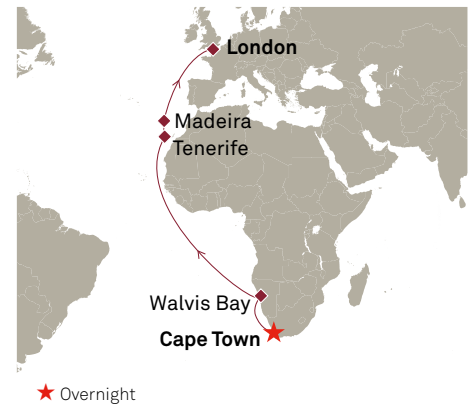 London
Madeira
Tenerife
Walvis Bay
Cape Town
Overnight